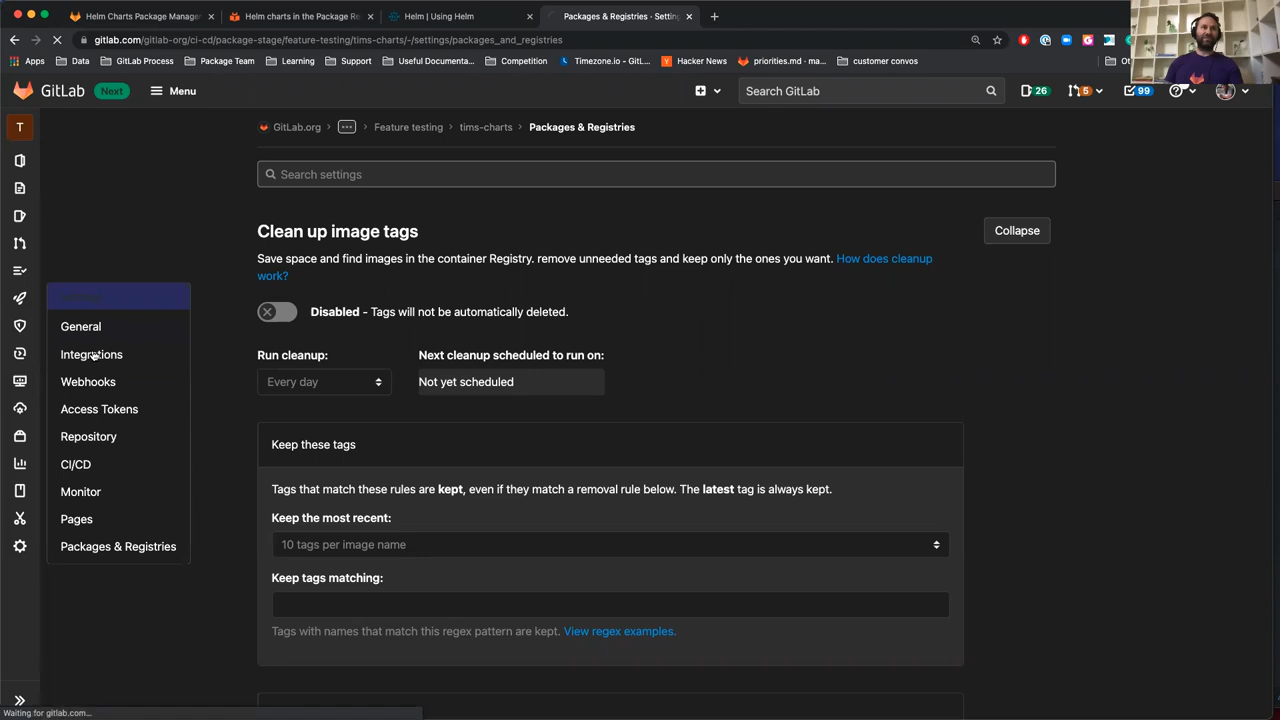 Helm Charts Package Manager
Helm charts in the Package Re
Helm | Using Helm
Packages & Registries · Settin
gitlab.com/gitlab-org/ci-cd/package-stage/feature-testing/tims-charts/-/settings/packages_and_registries
Apps
Data
GitLab Process
Package Team
Learning
Support
Useful Documenta...
Competition
Timezone.io - GitL...
Hacker News
priorities.md · ma...
customer convos
GitLab
Next
Menu
Search GitLab
26
5
99
T
GitLab.org
Feature testing
tims-charts
Packages & Registries
Search settings
Clean up image tags
Collapse
Save space and find images in the container Registry. remove unneeded tags and keep only the ones you want. How does cleanup
work?
Disabled - Tags will not be automatically deleted.
General
Integrations
Webhooks
Access Tokens
Repository
CI/CD
Monitor
Pages
Packages & Registries
Run cleanup:
Next cleanup scheduled to run on:
Every day
Not yet scheduled
Keep these tags
Tags that match these rules are kept, even if they match a removal rule below. The latest tag is always kept.
Keep the most recent:
10 tags per image name
Keep tags matching:
Tags with names that match this regex pattern are kept. View regex examples.
Waiting for gitlab.com...